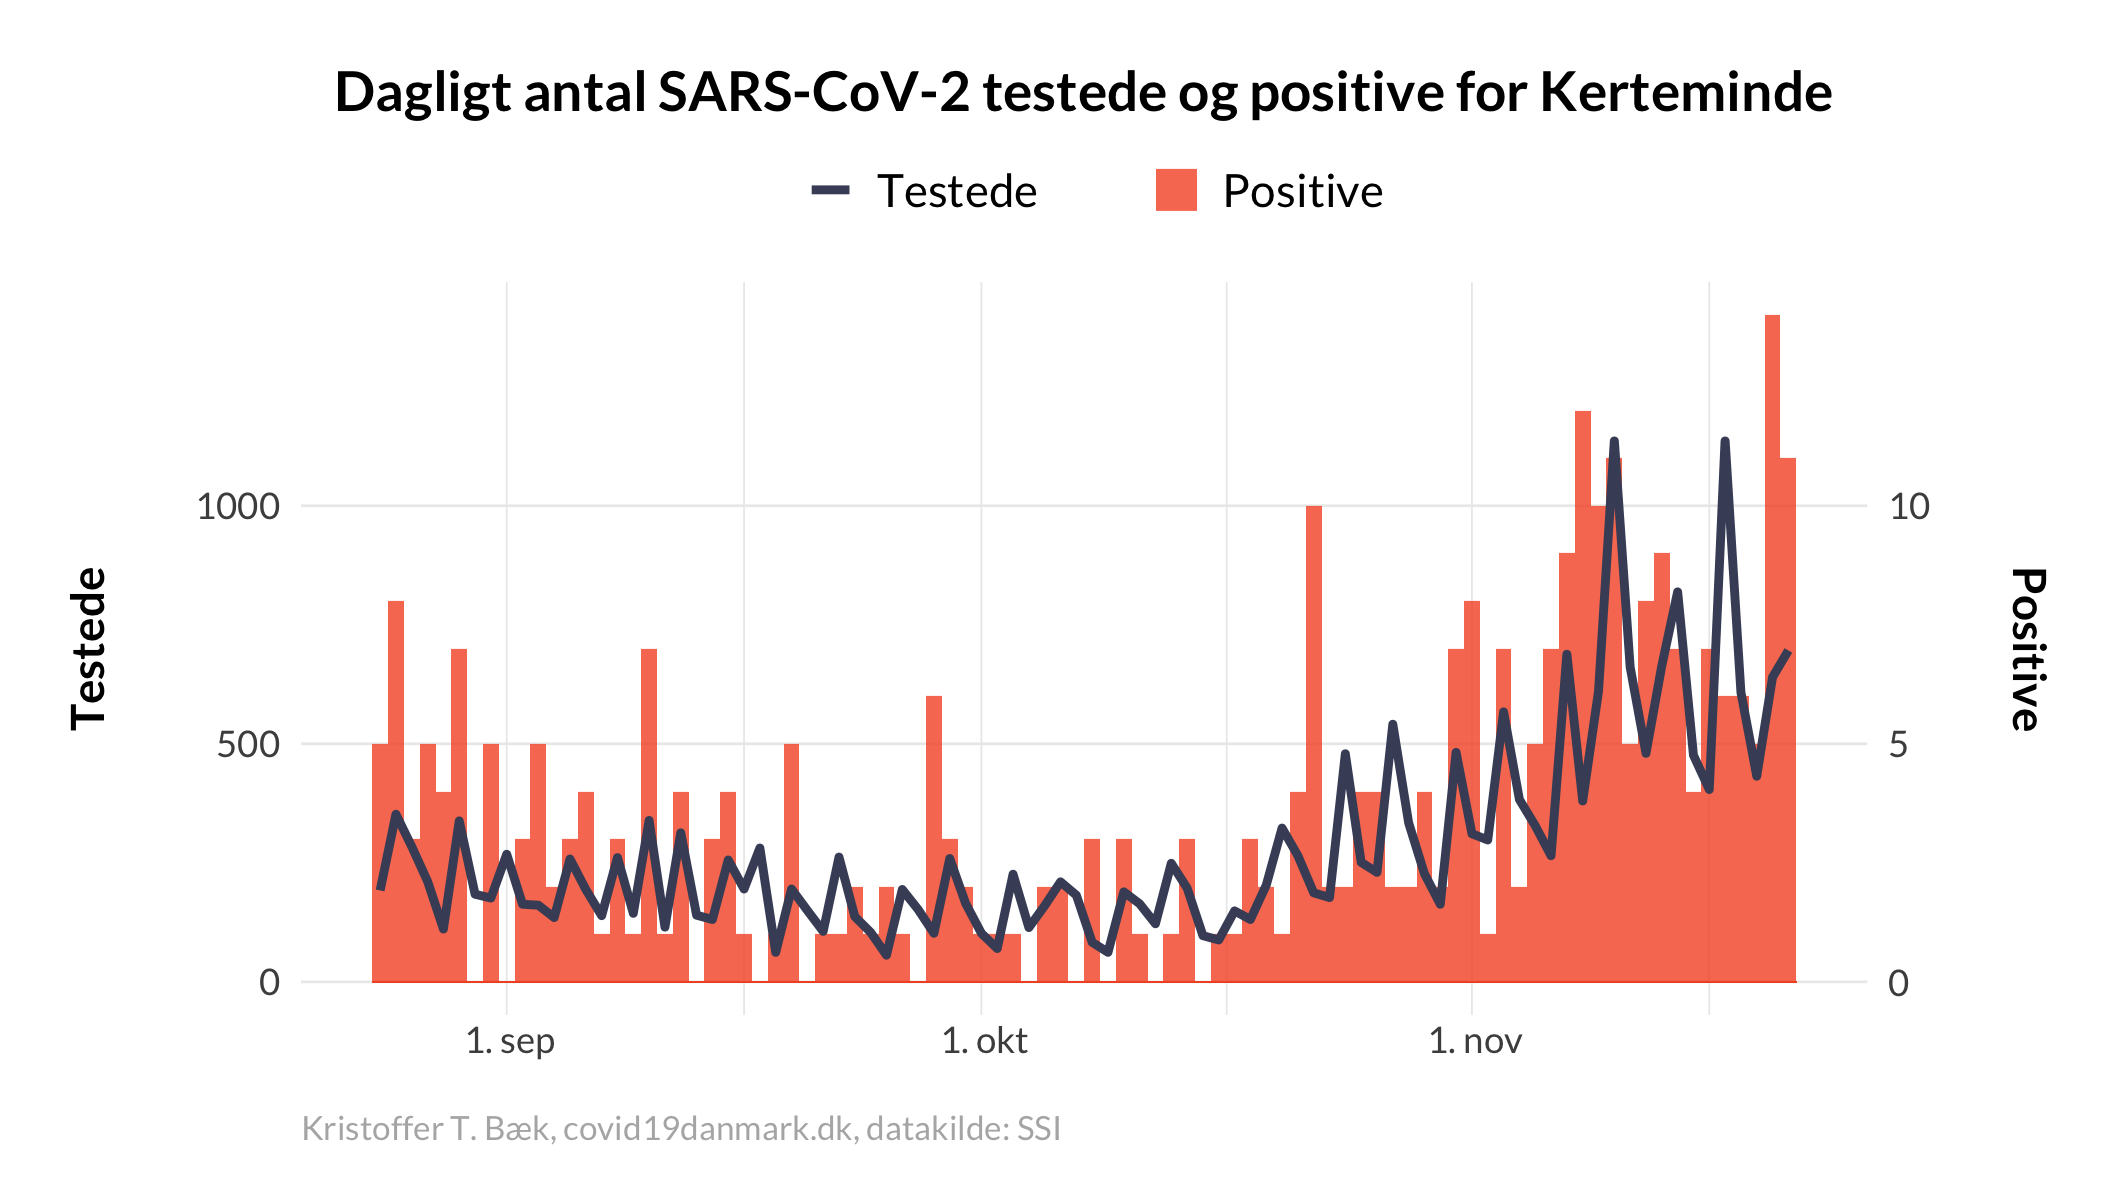 Dagligt antal SARS-CoV-2 testede og positive for Kerteminde
Testede
Positive
1000
500
0
10
5
0
Testede
Positive
1. sep
1. okt
1. nov
Kristoffer T. Bæk, covid19danmark.dk, datakilde: SSI